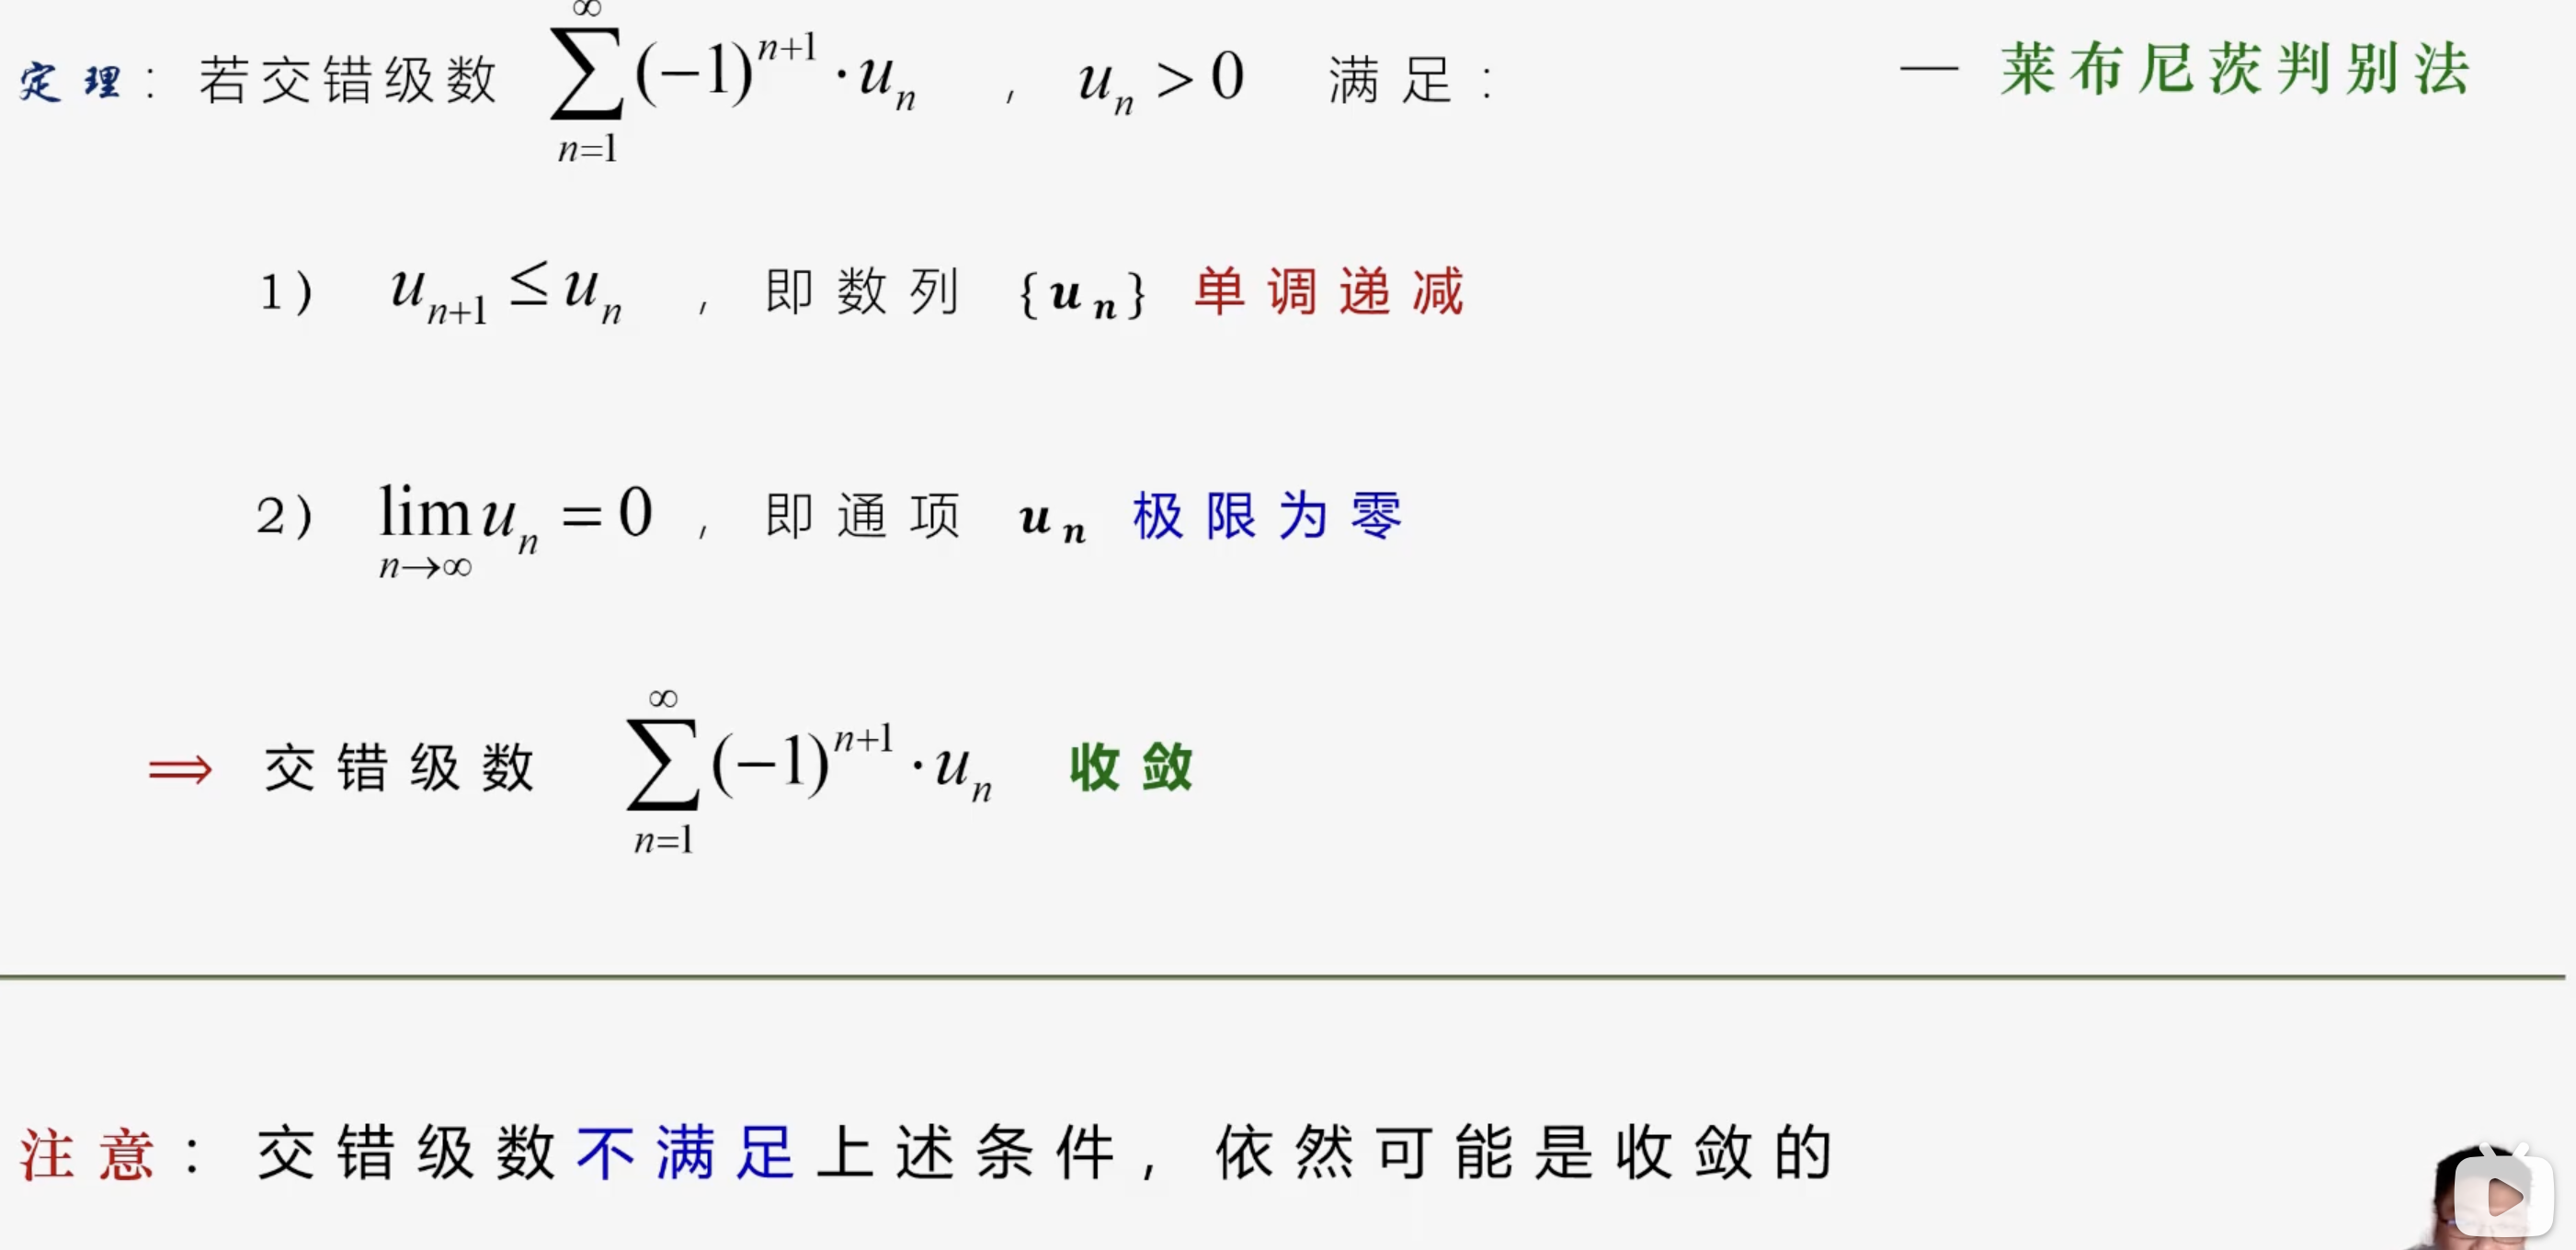 定理: 若交错级数 $\sum_{n=1}^{\infty}(-1)^{n+1} \cdot u_n$ , $u_n > 0$ 满足: — 莱布尼茨判别法
1) $u_{n+1} \leq u_n$ , 即数列 $\{u_n\}$ 单调递减
2) $\lim_{n \to \infty} u_n = 0$ , 即通项 $u_n$ 极限为零
⟹ 交错级数 $\sum_{n=1}^{\infty}(-1)^{n+1} \cdot u_n$ 收敛
注意: 交错级数不满足上述条件, 依然可能是收敛的